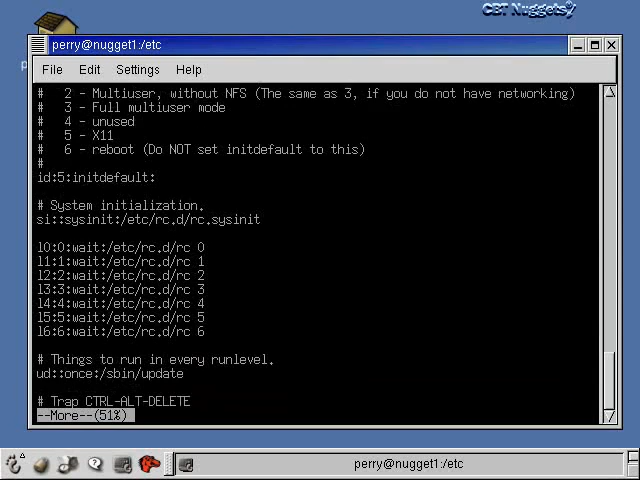 CBT Nuggets
perry@nugget1:/etc
File Edit Settings Help
#   2 - Multiuser, without NFS (The same as 3, if you do not have networking)
#   3 - Full multiuser mode
#   4 - unused
#   5 - X11
#   6 - reboot (Do NOT set initdefault to this)
#
id:5:initdefault:
# System initialization.
si::sysinit:/etc/rc.d/rc.sysinit
l0:0:wait:/etc/rc.d/rc 0
l1:1:wait:/etc/rc.d/rc 1
l2:2:wait:/etc/rc.d/rc 2
l3:3:wait:/etc/rc.d/rc 3
l4:4:wait:/etc/rc.d/rc 4
l5:5:wait:/etc/rc.d/rc 5
l6:6:wait:/etc/rc.d/rc 6
# Things to run in every runlevel.
ud::once:/sbin/update
# Trap CTRL-ALT-DELETE
--More--(51%)
perry@nugget1:/etc